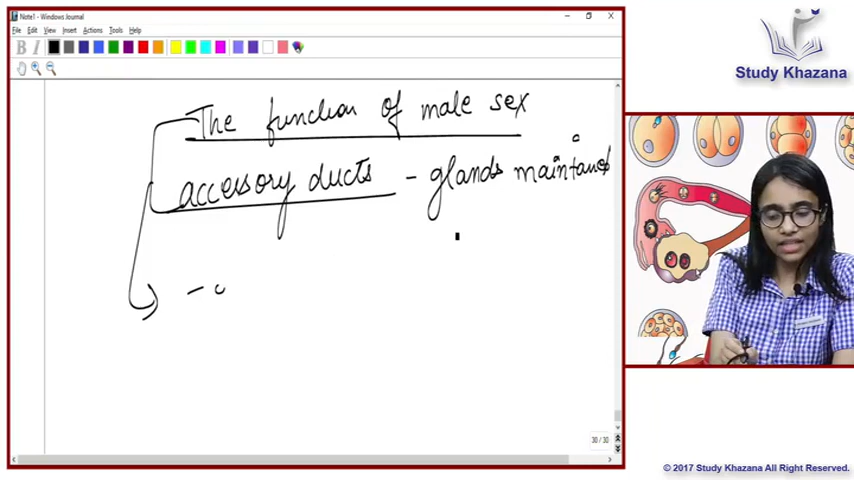 Note1 - Windows Journal
File Edit View Insert Actions Tools Help
B I
The function of male sex
accessory ducts - glands maintained
30 / 30
Study Khazana
© 2017 Study Khazana All Right Reserved.